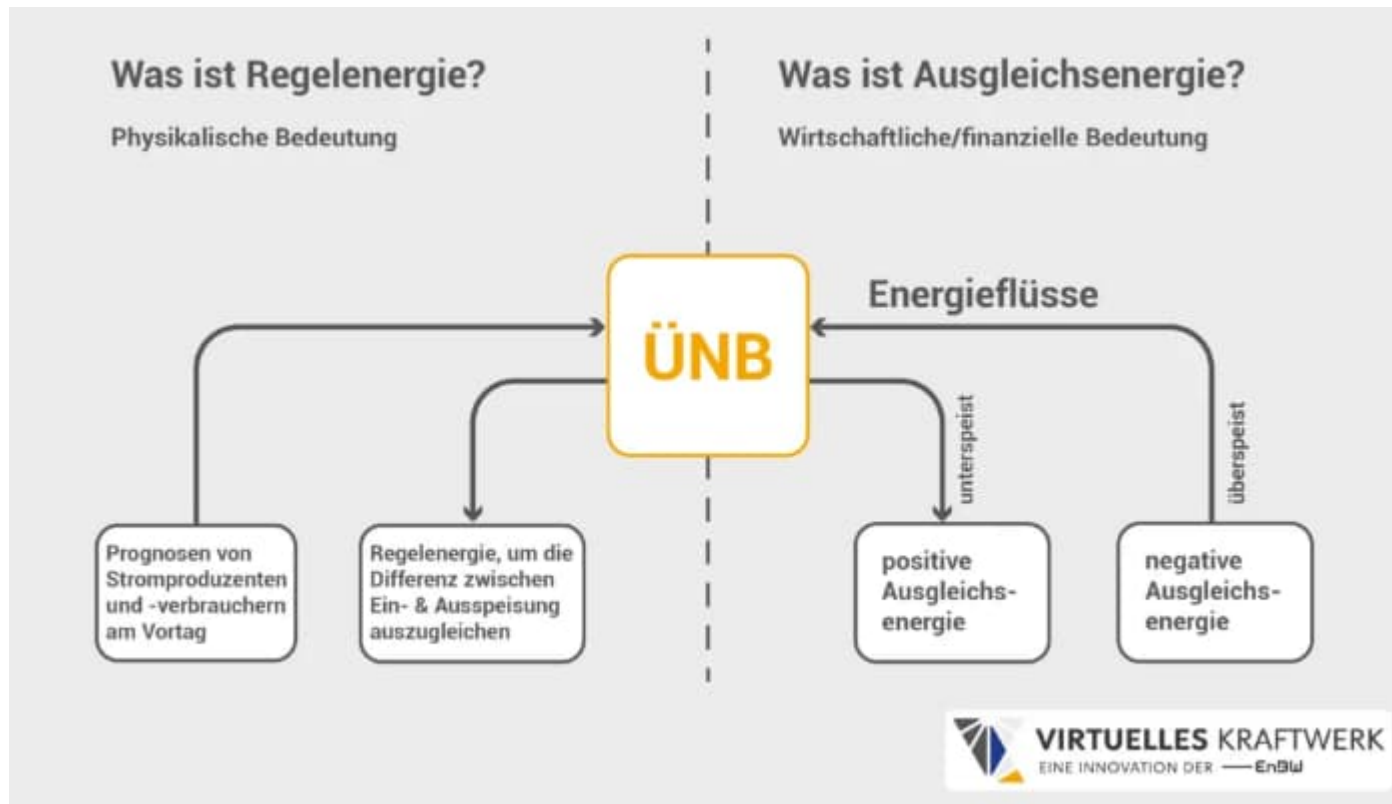 Was ist Regelenergie?
Physikalische Bedeutung
Was ist Ausgleichsenergie?
Wirtschaftliche/finanzielle Bedeutung
ÜNB
Energieflüsse
unterspeist
überspeist
Prognosen von
Stromproduzenten
und -verbrauchern
am Vortag
Regelenergie, um die
Differenz zwischen
Ein- & Ausspeisung
auszugleichen
positive
Ausgleichs-
energie
negative
Ausgleichs-
energie
VIRTUELLES KRAFTWERK
EINE INNOVATION DER EnBW